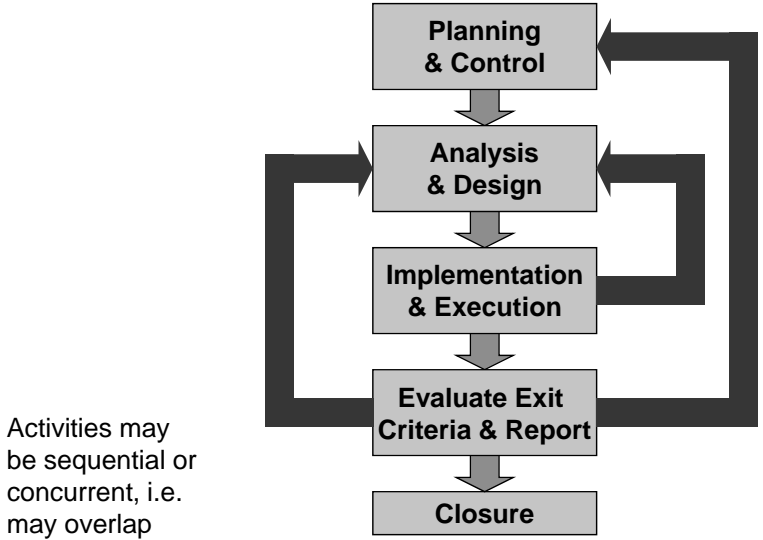 Planning
& Control
Analysis
& Design
Implementation
& Execution
Evaluate Exit
Criteria & Report
Closure
Activities may
be sequential or
concurrent, i.e.
may overlap